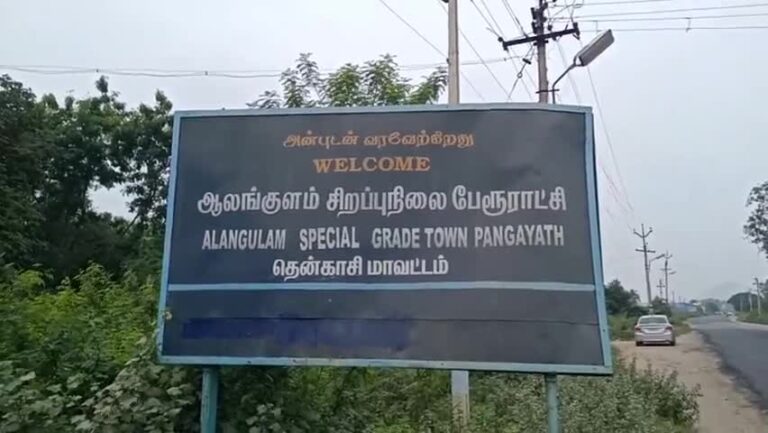 அன்புடன் வரவேற்கிறது
WELCOME
ஆலங்குளம் சிறப்புநிலை பேரூராட்சி
ALANGULAM SPECIAL GRADE TOWN PANGAYATH
தென்காசி மாவட்டம்